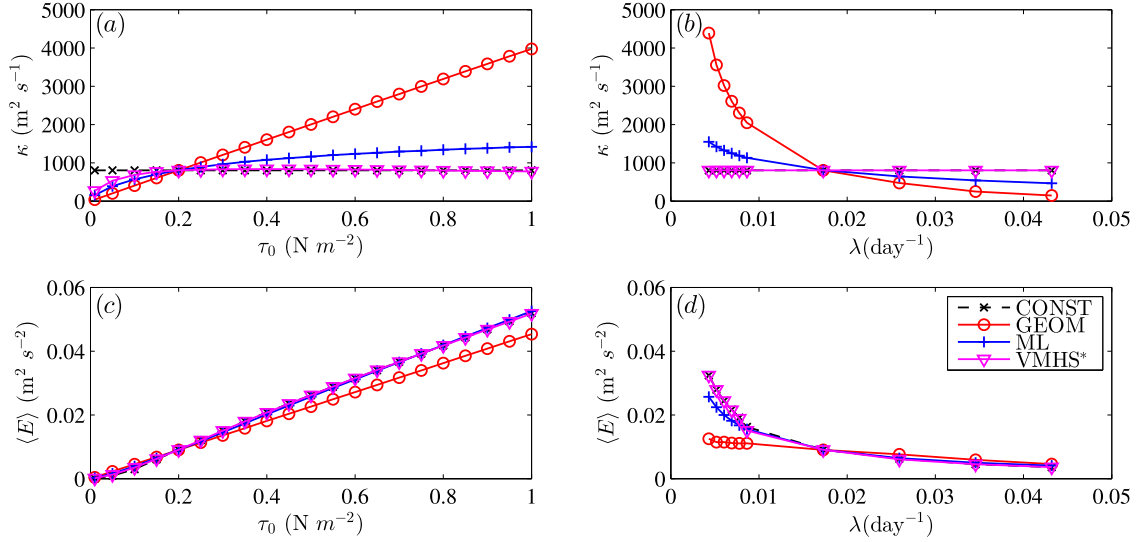 (a)
5000
4000
3000
2000
1000
0
κ (m² s⁻¹)
0 0.2 0.4 0.6 0.8 1
τ₀ (N m⁻²)
(b)
5000
4000
3000
2000
1000
0
κ (m² s⁻¹)
0 0.01 0.02 0.03 0.04 0.05
λ(day⁻¹)
(c)
0.06
0.04
0.02
0
⟨E⟩ (m² s⁻²)
0 0.2 0.4 0.6 0.8 1
τ₀ (N m⁻²)
(d)
0.06
0.04
0.02
0
⟨E⟩ (m² s⁻²)
0 0.01 0.02 0.03 0.04 0.05
λ(day⁻¹)
CONST
GEOM
ML
VMHS*